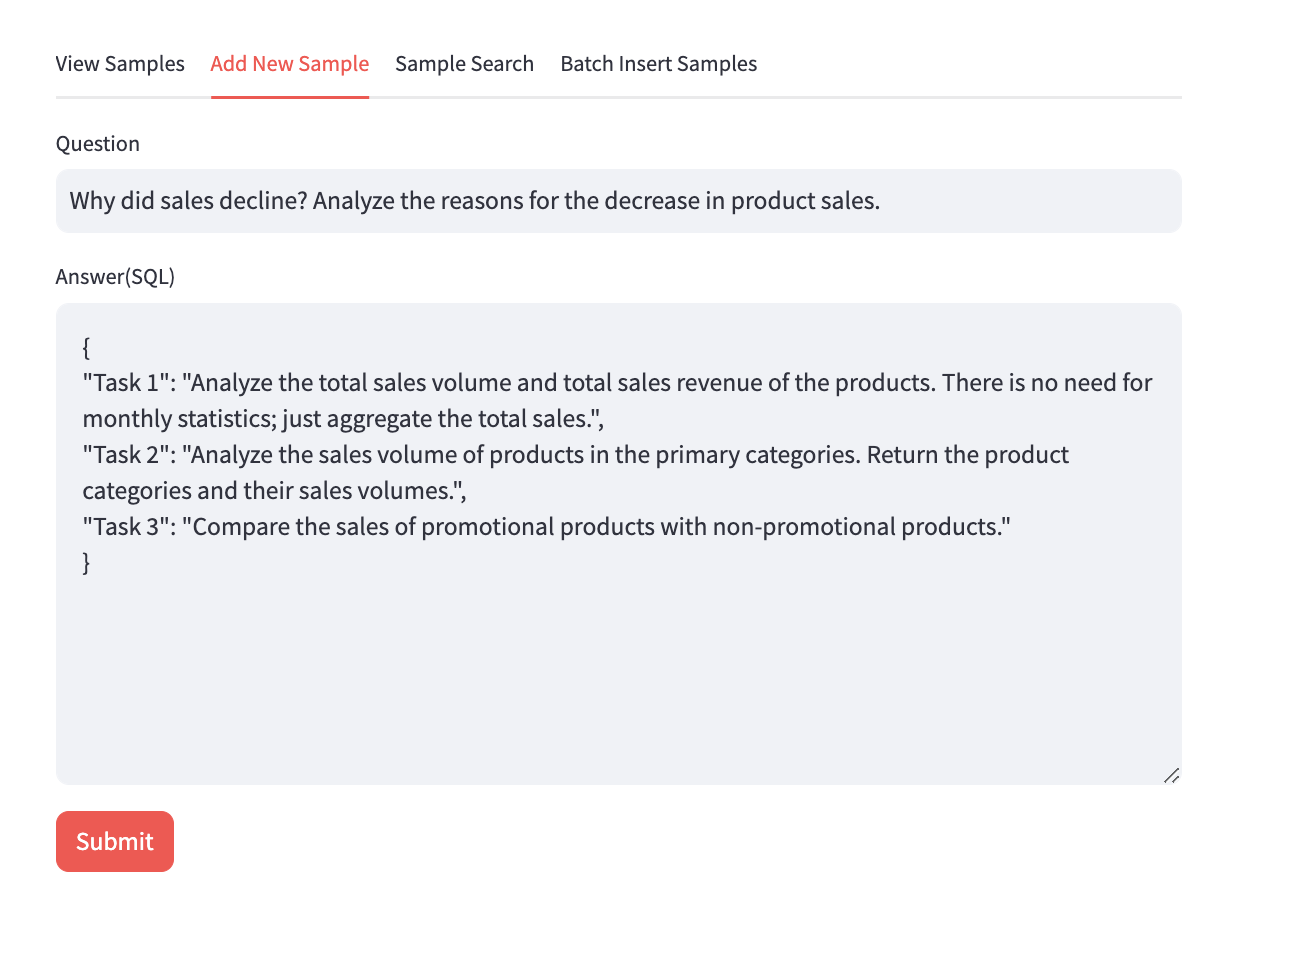 View Samples Add New Sample Sample Search Batch Insert Samples
Question
Why did sales decline? Analyze the reasons for the decrease in product sales.
Answer(SQL)
{
"Task 1": "Analyze the total sales volume and total sales revenue of the products. There is no need for
monthly statistics; just aggregate the total sales.",
"Task 2": "Analyze the sales volume of products in the primary categories. Return the product
categories and their sales volumes.",
"Task 3": "Compare the sales of promotional products with non-promotional products."
}
Submit